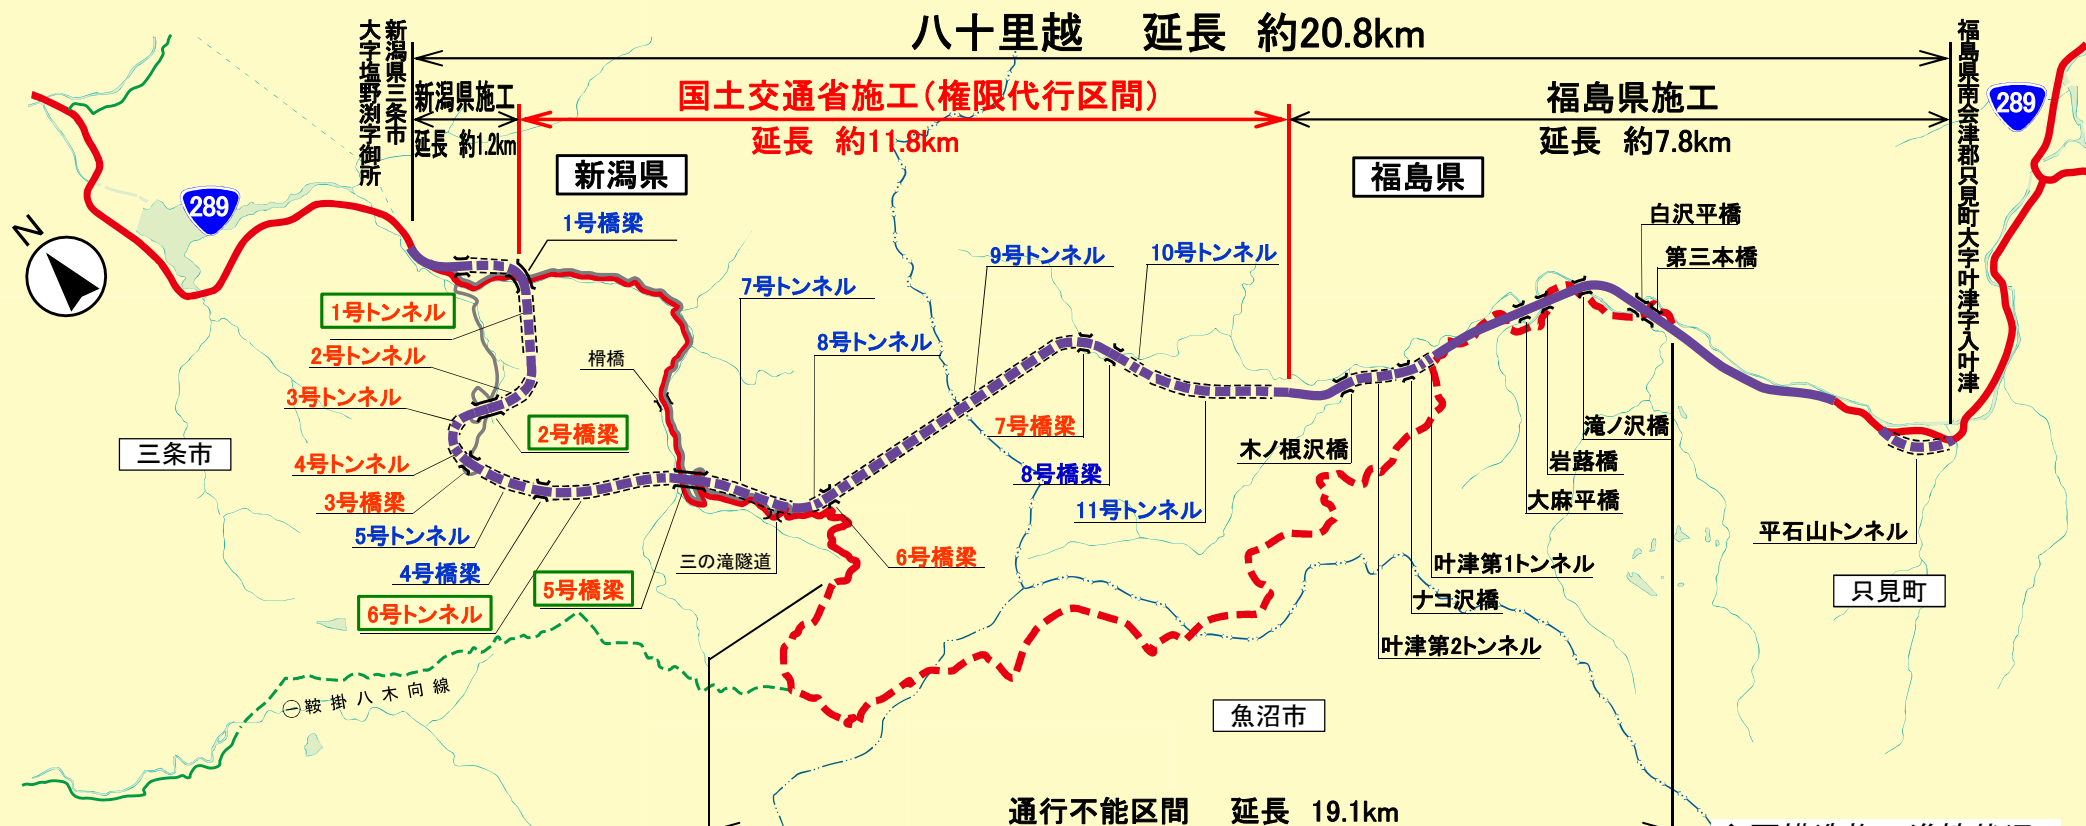 八十里越　延長　約20.8km
新潟県三条市
大字塩野渕字御所
新潟県施工
延長　約1.2km
国土交通省施工（権限代行区間）
延長　約11.8km
福島県施工
延長　約7.8km
福島県南会津郡只見町大字叶津字入叶津
289
289
N
新潟県
福島県
1号橋梁
白沢平橋
第三本橋
9号トンネル
10号トンネル
7号トンネル
1号トンネル
8号トンネル
2号トンネル
榾橋
3号トンネル
2号橋梁
7号橋梁
滝ノ沢橋
三条市
木ノ根沢橋
4号トンネル
岩蕗橋
8号橋梁
3号橋梁
大麻平橋
11号トンネル
5号トンネル
平石山トンネル
三の滝隧道
6号橋梁
叶津第1トンネル
4号橋梁
5号橋梁
只見町
ナコ沢橋
6号トンネル
叶津第2トンネル
㊀鞍掛八木向線
魚沼市
通行不能区間　延長　19.1km